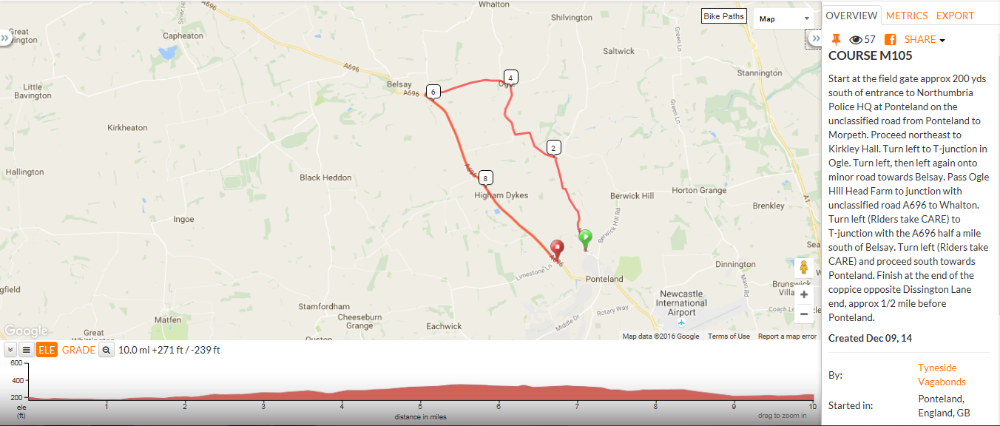 A696
Silver Hill
Whalton
Shilvington
Bike Paths
Map
Great
Capheaton
Green Ln
Saltwick
A696
Stannington
Little
Bavington
Belsay
A696
6
4
Green Ln
Kirkheaton
2
Hallington
Black Heddon
A696
8
Higham Dykes
Berwick Hill
Horton Grange
A1
Brenkley
Ingoe
Berwick Hill Rd
A696
Limestone Ln
Ponteland
Dinnington
Main Rd
Brunswick
Coach Ln
Newcastle
International
Airport
Rotary Way
Middle Dr
Stamfordham
Matfen
Cheeseburn
Grange
Eachwick
Great
Whittington
Ouston
Google
Map data ©2016 Google
Terms of Use
Report a map error
ELE
GRADE
10.0 mi +271 ft / -239 ft
600
400
200
ele
(ft)
1
2
3
4
5
6
7
8
9
10
distance in miles
drag to zoom in
OVERVIEW METRICS EXPORT
57 SHARE
COURSE M105
Start at the field gate approx 200 yds
south of entrance to Northumbria
Police HQ at Ponteland on the
unclassified road from Ponteland to
Morpeth. Proceed northeast to
Kirkley Hall. Turn left to T-junction in
Ogle. Turn left, then left again onto
minor road towards Belsay. Pass Ogle
Hill Head Farm to junction with
unclassified road A696 to Whalton.
Turn left (Riders take CARE) to
T-junction with the A696 half a mile
south of Belsay. Turn left (Riders take
CARE) and proceed south towards
Ponteland. Finish at the end of the
coppice opposite Dissington Lane
end, approx 1/2 mile before
Ponteland.
Created Dec 09, 14
By: Tyneside
Vagabonds
Started in: Ponteland,
England, GB